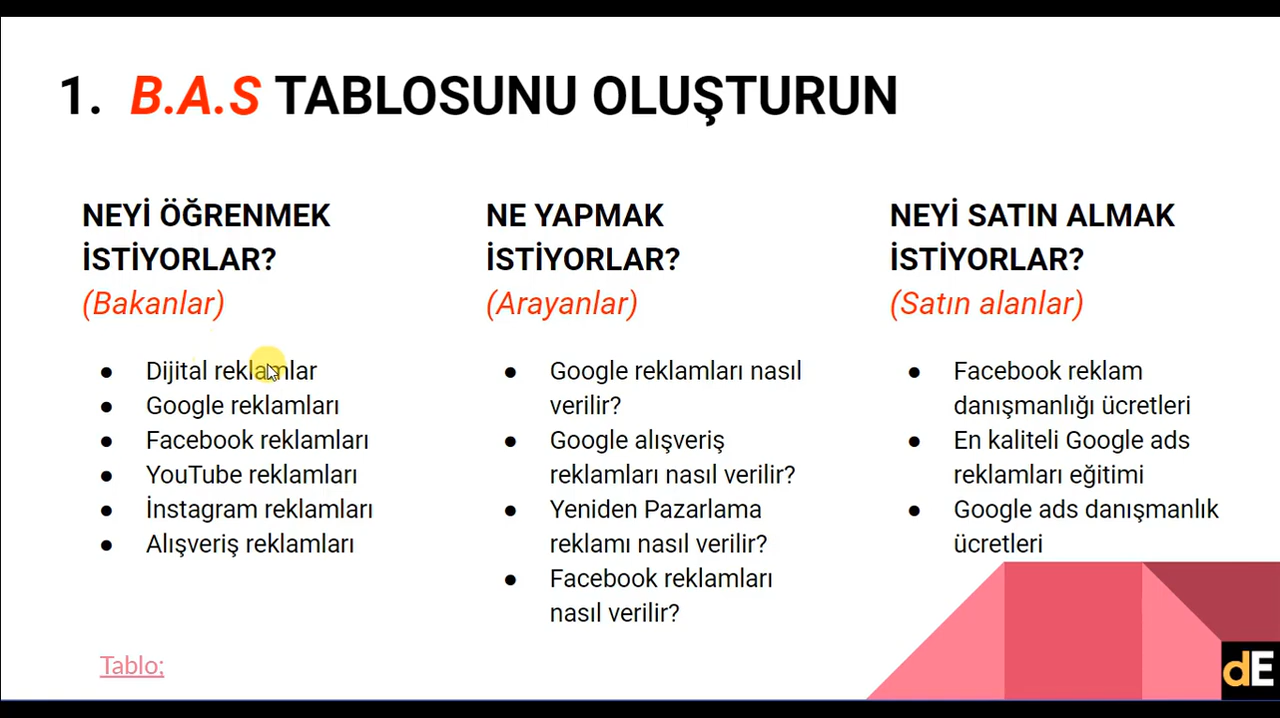 1. B.A.S TABLOSUNU OLUŞTURUN
NEYİ ÖĞRENMEK
İSTİYORLAR?
(Bakanlar)
● Dijital reklamlar
● Google reklamları
● Facebook reklamları
● YouTube reklamları
● İnstagram reklamları
● Alışveriş reklamları
NE YAPMAK
İSTİYORLAR?
(Arayanlar)
● Google reklamları nasıl
verilir?
● Google alışveriş
reklamları nasıl verilir?
● Yeniden Pazarlama
reklamı nasıl verilir?
● Facebook reklamları
nasıl verilir?
NEYİ SATIN ALMAK
İSTİYORLAR?
(Satın alanlar)
● Facebook reklam
danışmanlığı ücretleri
● En kaliteli Google ads
reklamları eğitimi
● Google ads danışmanlık
ücretleri
Tablo;
dE